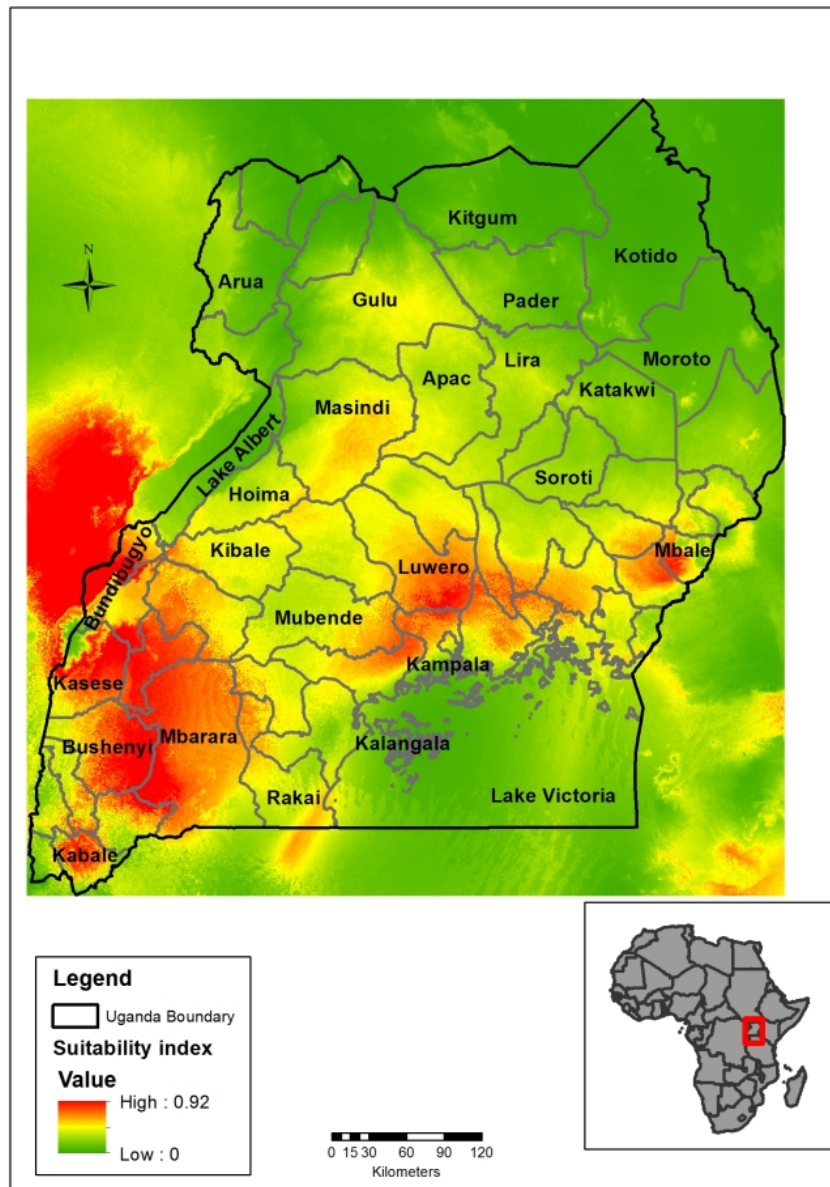 N
Kitgum
Kotido
Arua
Gulu
Pader
Lira
Moroto
Apac
Katakwi
Masindi
Lake Albert
Soroti
Hoima
Bundibugyo
Kibale
Mbale
Luwero
Mubende
Kampala
Kasese
Mbarara
Bushenyi
Kalangala
Rakai
Lake Victoria
Kabale
Legend
Uganda Boundary
Suitability index
Value
High : 0.92
Low : 0
0 15 30 60 90 120
Kilometers